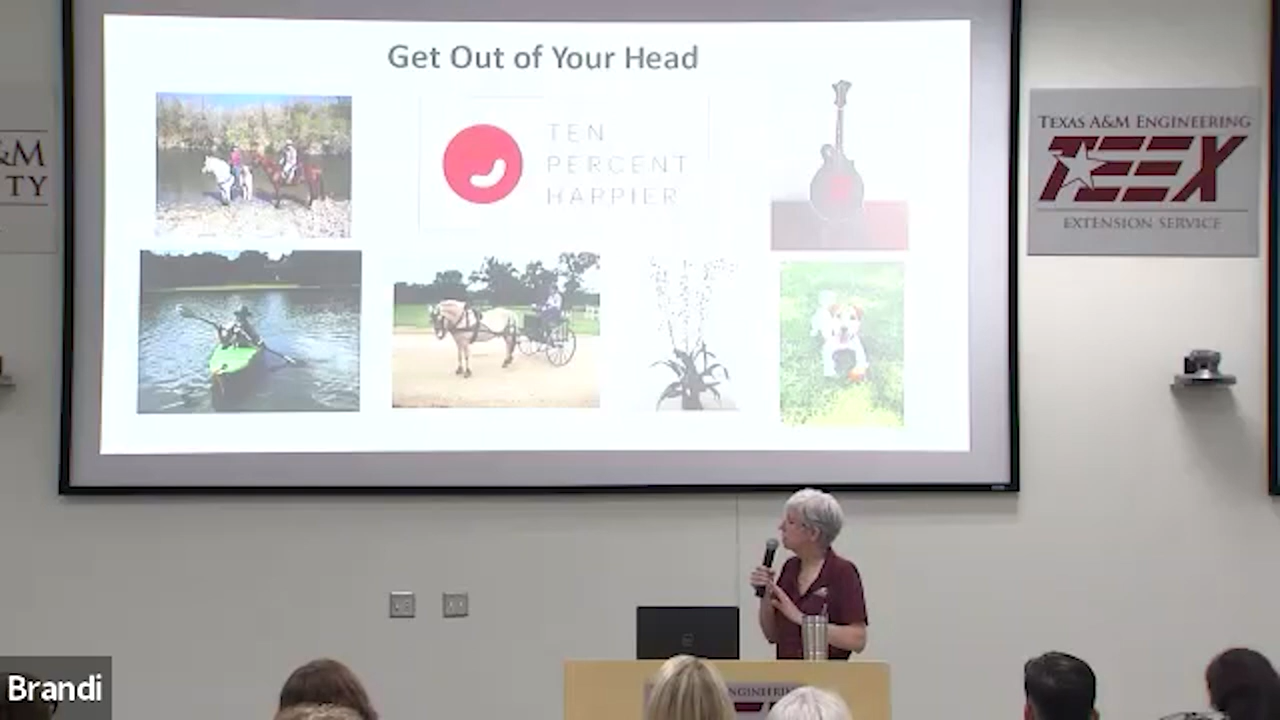 Get Out of Your Head
TEN
PERCENT
HAPPIER
&M
TY
TEXAS A&M ENGINEERING
TEEX
EXTENSION SERVICE
Brandi